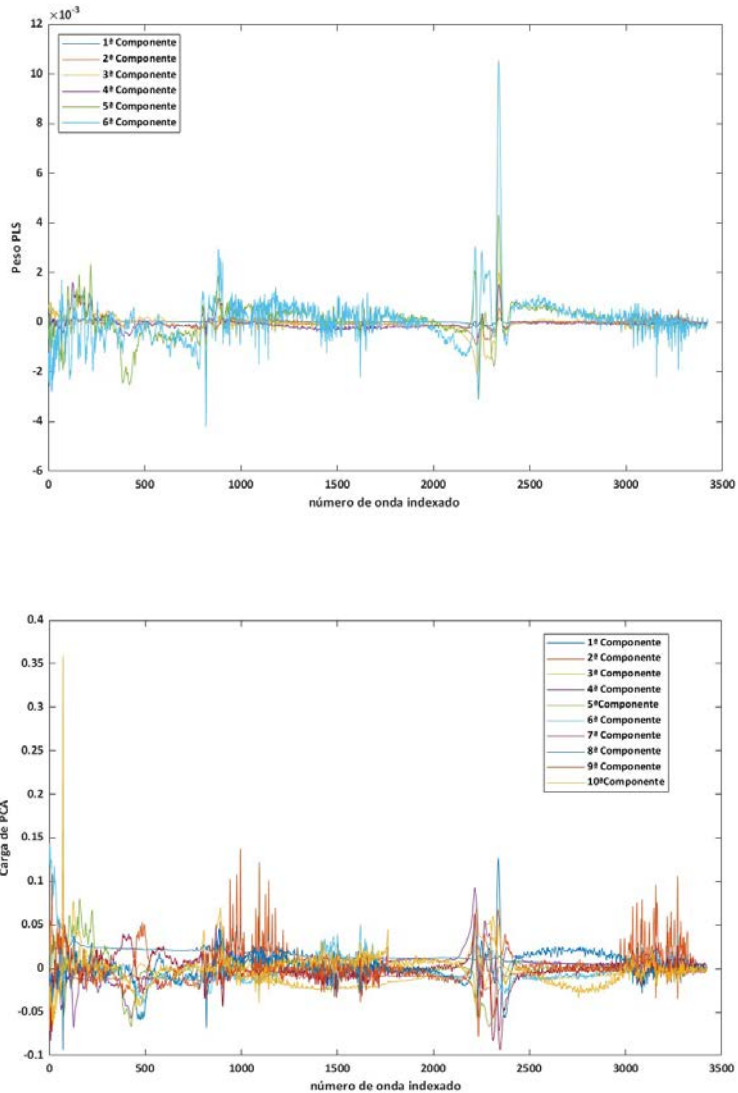 ×10⁻³
12
10
8
6
4
2
0
-2
-4
-6
Peso PLS
1ª Componente
2ª Componente
3ª Componente
4ª Componente
5ª Componente
6ª Componente
0 500 1000 1500 2000 2500 3000 3500
número de onda indexado
0.4
0.35
0.3
0.25
0.2
0.15
0.1
0.05
0
-0.05
-0.1
Carga de PCA
1ª Componente
2ª Componente
3ª Componente
4ª Componente
5ªComponente
6ª Componente
7ª Componente
8ª Componente
9ª Componente
10ªComponente
0 500 1000 1500 2000 2500 3000 3500
número de onda indexado